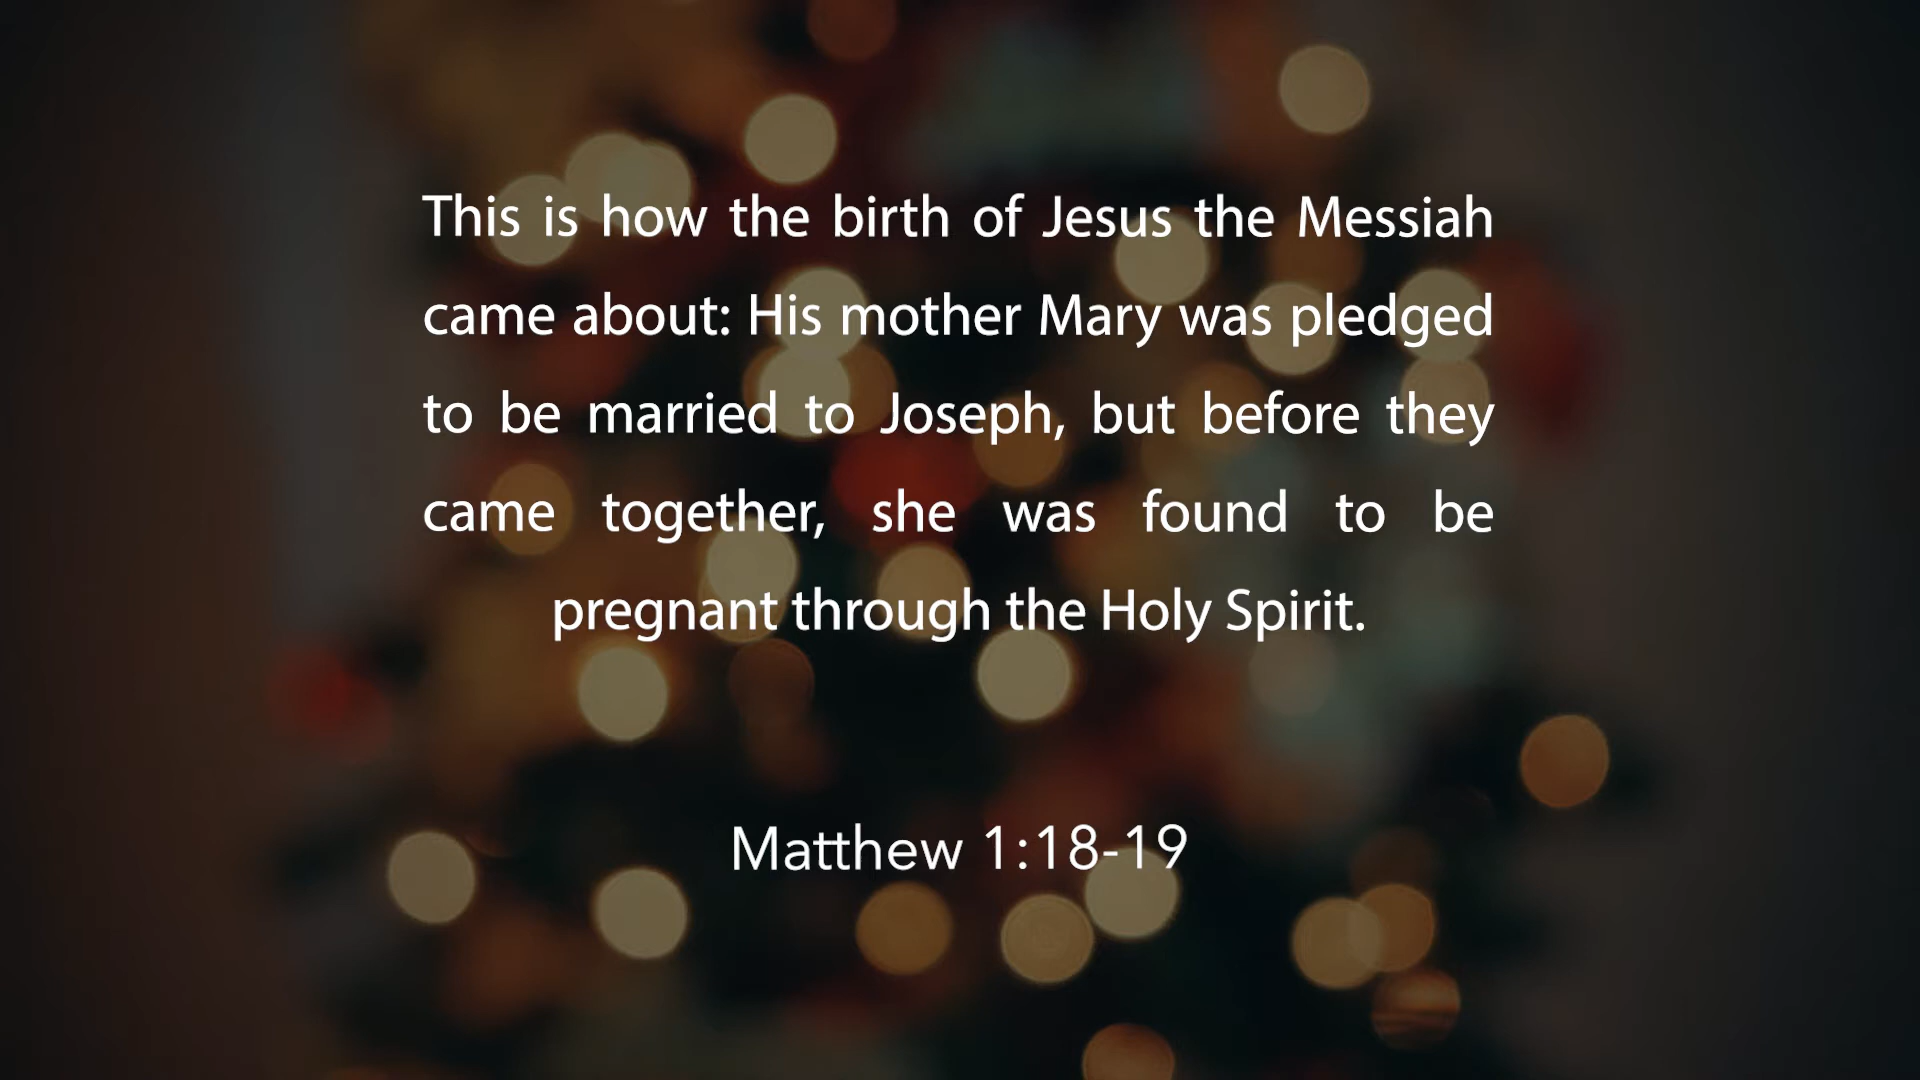 This is how the birth of Jesus the Messiah
came about: His mother Mary was pledged
to be married to Joseph, but before they
came together, she was found to be
pregnant through the Holy Spirit.
Matthew 1:18-19